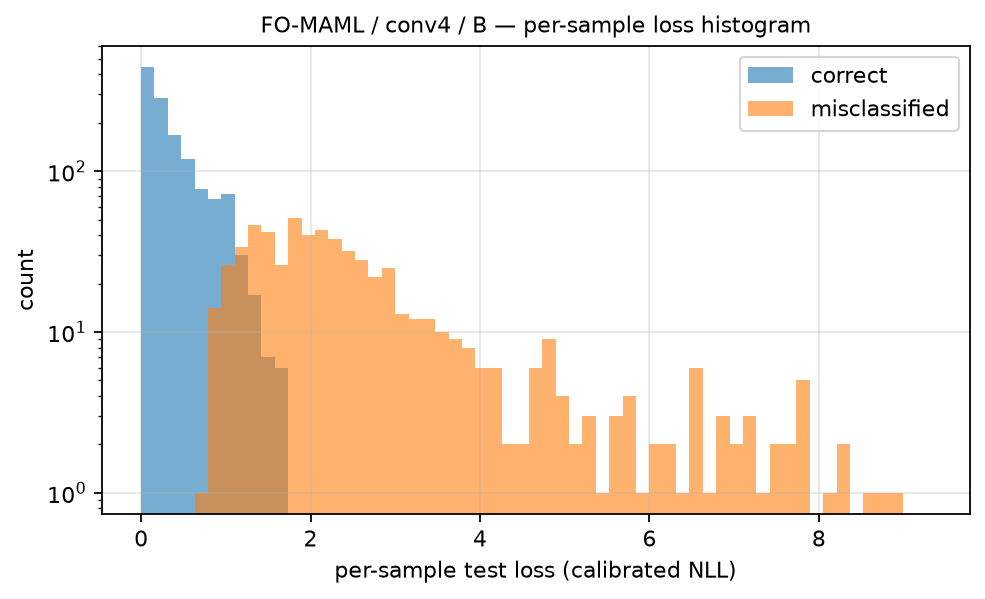 FO-MAML / conv4 / B — per-sample loss histogram
correct
misclassified
count
10²
10¹
10⁰
0 2 4 6 8
per-sample test loss (calibrated NLL)